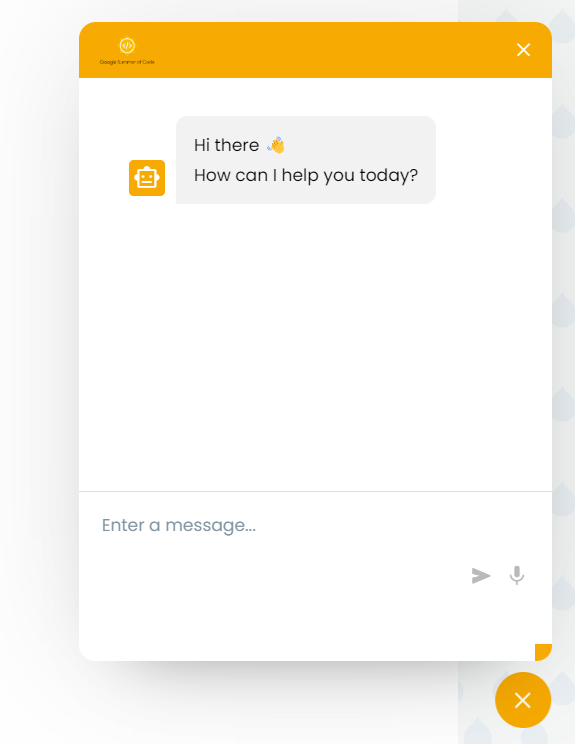 Google Summer of Code
Hi there 👋
How can I help you today?
Enter a message...